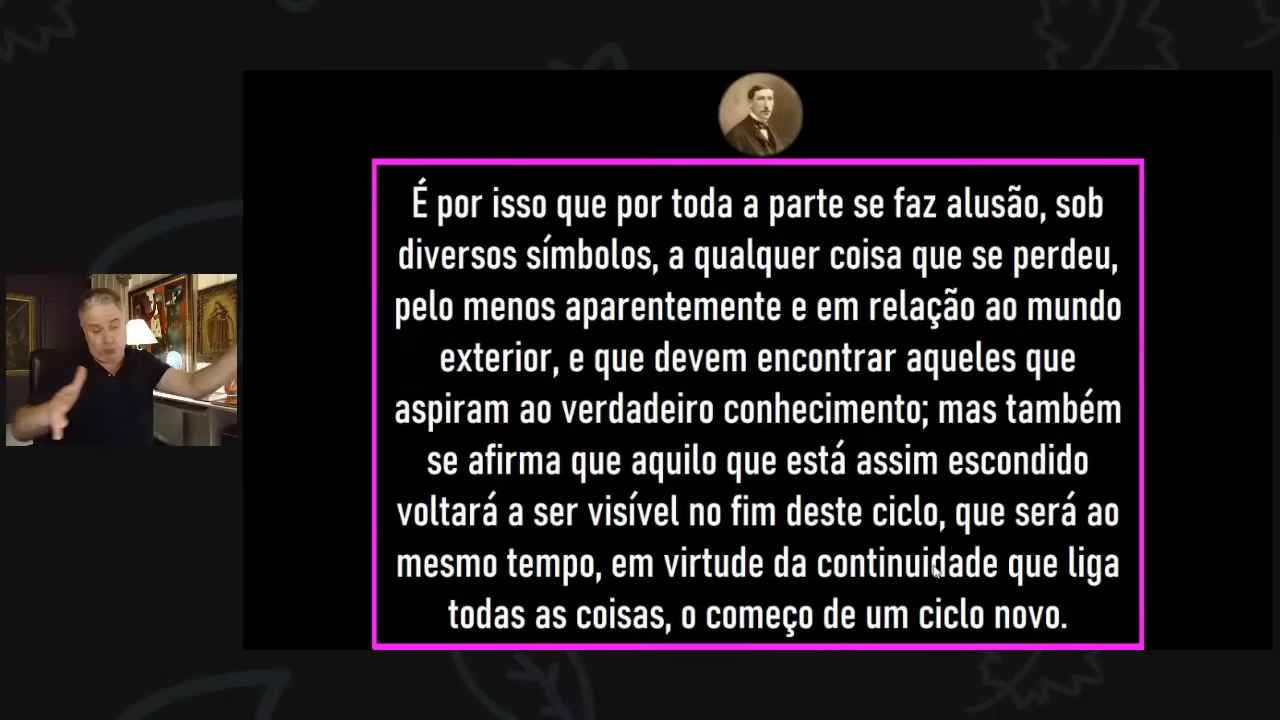 É por isso que por toda a parte se faz alusão, sob
diversos símbolos, a qualquer coisa que se perdeu,
pelo menos aparentemente e em relação ao mundo
exterior, e que devem encontrar aqueles que
aspiram ao verdadeiro conhecimento; mas também
se afirma que aquilo que está assim escondido
voltará a ser visível no fim deste ciclo, que será ao
mesmo tempo, em virtude da continuidade que liga
todas as coisas, o começo de um ciclo novo.